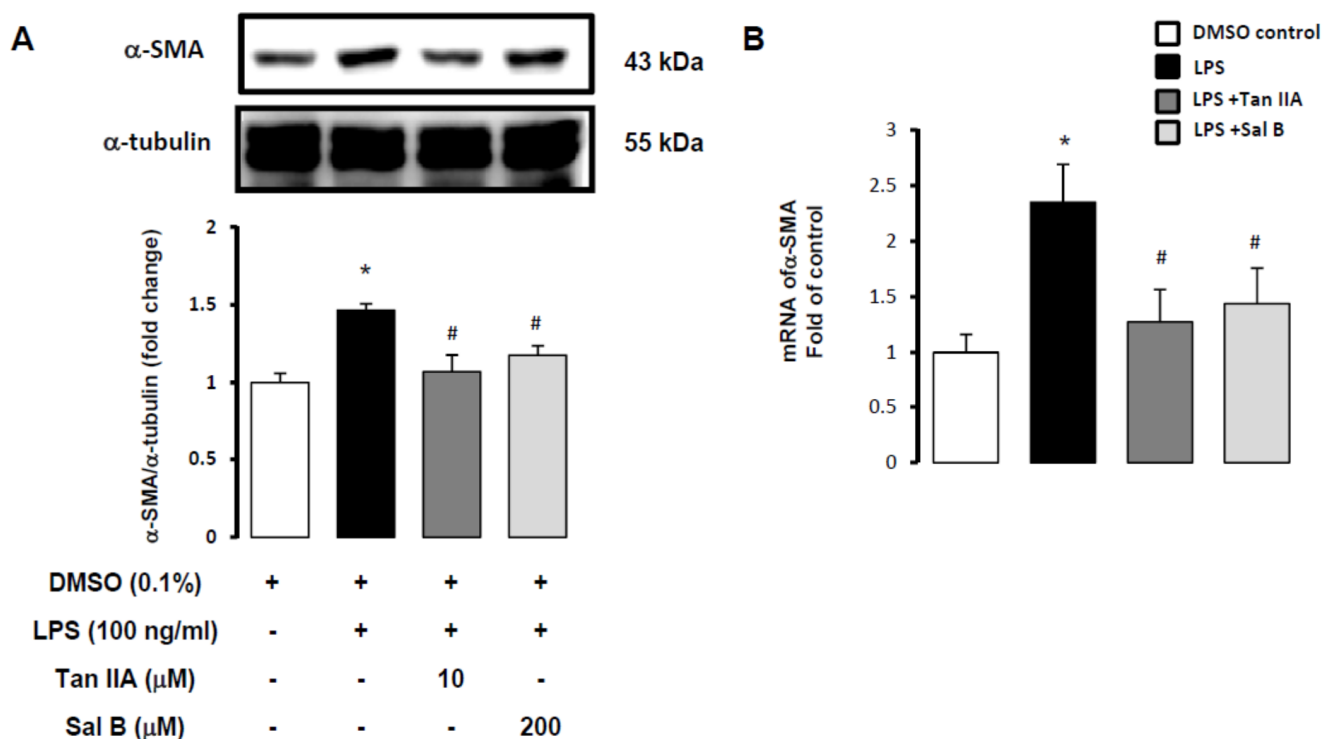 A
α-SMA
43 kDa
α-tubulin
55 kDa
α-SMA/α-tubulin (fold change)
2
1.5
1
0.5
0
*
#
#
DMSO (0.1%) + + + +
LPS (100 ng/ml) - + + +
Tan IIA (μM) - - 10 -
Sal B (μM) - - - 200
B
DMSO control
LPS
LPS +Tan IIA
LPS +Sal B
mRNA ofα-SMA
Fold of control
3
2.5
2
1.5
1
0.5
0
*
#
#